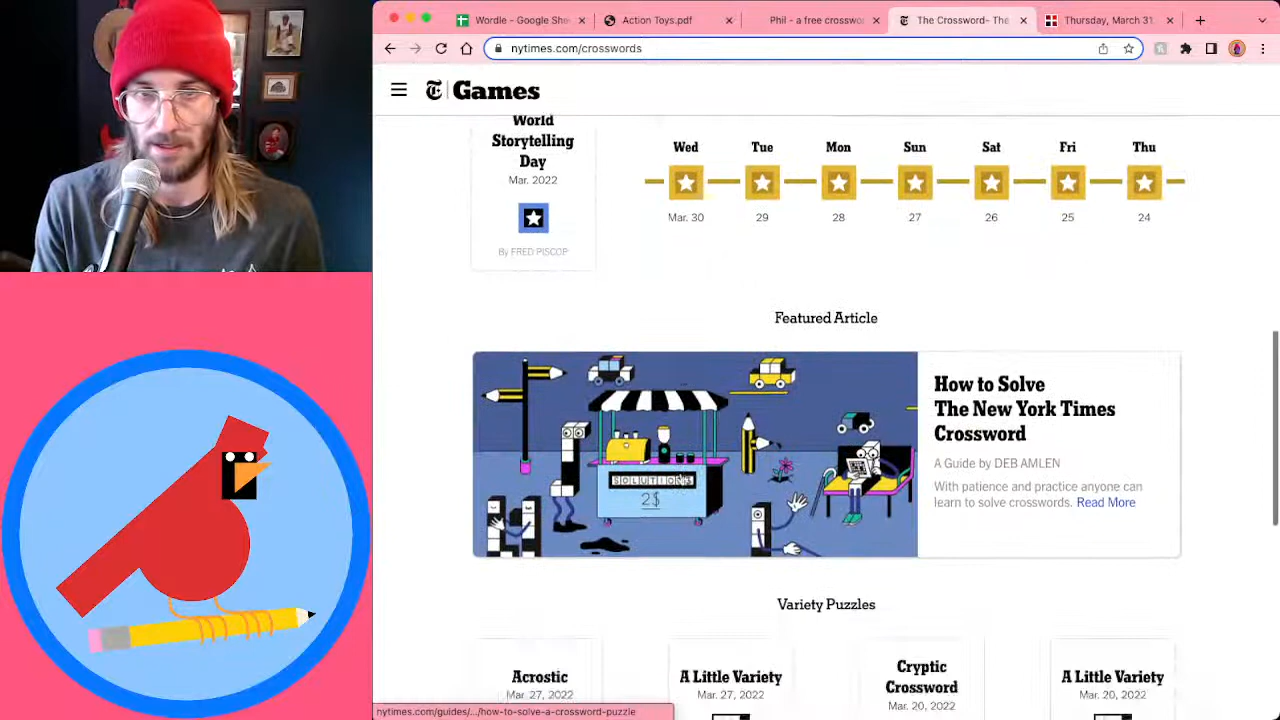 Wordle - Google She
Action Toys.pdf
Phil - a free crosswo
The Crossword- The
Thursday, March 31
nytimes.com/crosswords
Games
World
Storytelling
Day
Mar. 2022
By FRED PISCOP
Wed Tue Mon Sun Sat Fri Thu
Mar. 30 29 28 27 26 25 24
Featured Article
SOLUTIONS
2$
How to Solve
The New York Times
Crossword
A Guide by DEB AMLEN
With patience and practice anyone can
learn to solve crosswords. Read More
Variety Puzzles
Acrostic
Mar. 27, 2022
A Little Variety
Mar. 27, 2022
Cryptic
Crossword
Mar. 20, 2022
A Little Variety
Mar. 20, 2022
nytimes.com/guides/.../how-to-solve-a-crossword-puzzle